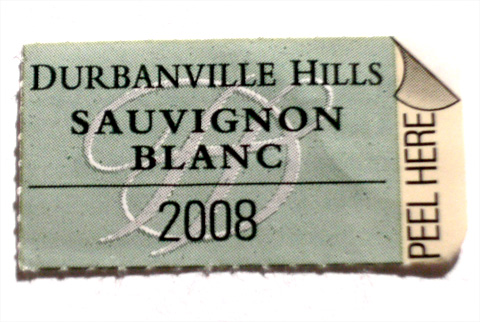 DURBANVILLE HILLS
SAUVIGNON
BLANC
2008
PEEL HERE